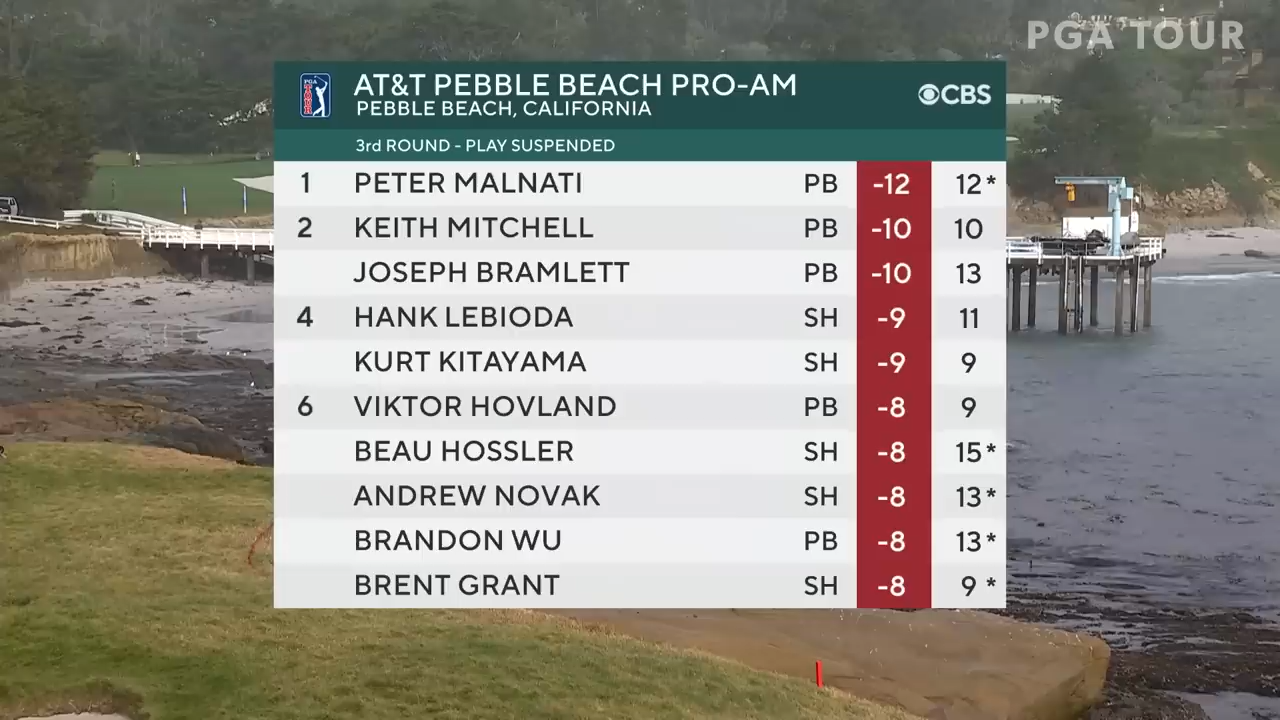 PGA TOUR
PGA TOUR
AT&T PEBBLE BEACH PRO-AM
PEBBLE BEACH, CALIFORNIA
CBS
3rd ROUND - PLAY SUSPENDED
1 PETER MALNATI PB -12 12*
2 KEITH MITCHELL PB -10 10
JOSEPH BRAMLETT PB -10 13
4 HANK LEBIODA SH -9 11
KURT KITAYAMA SH -9 9
6 VIKTOR HOVLAND PB -8 9
BEAU HOSSLER SH -8 15*
ANDREW NOVAK SH -8 13*
BRANDON WU PB -8 13*
BRENT GRANT SH -8 9 *